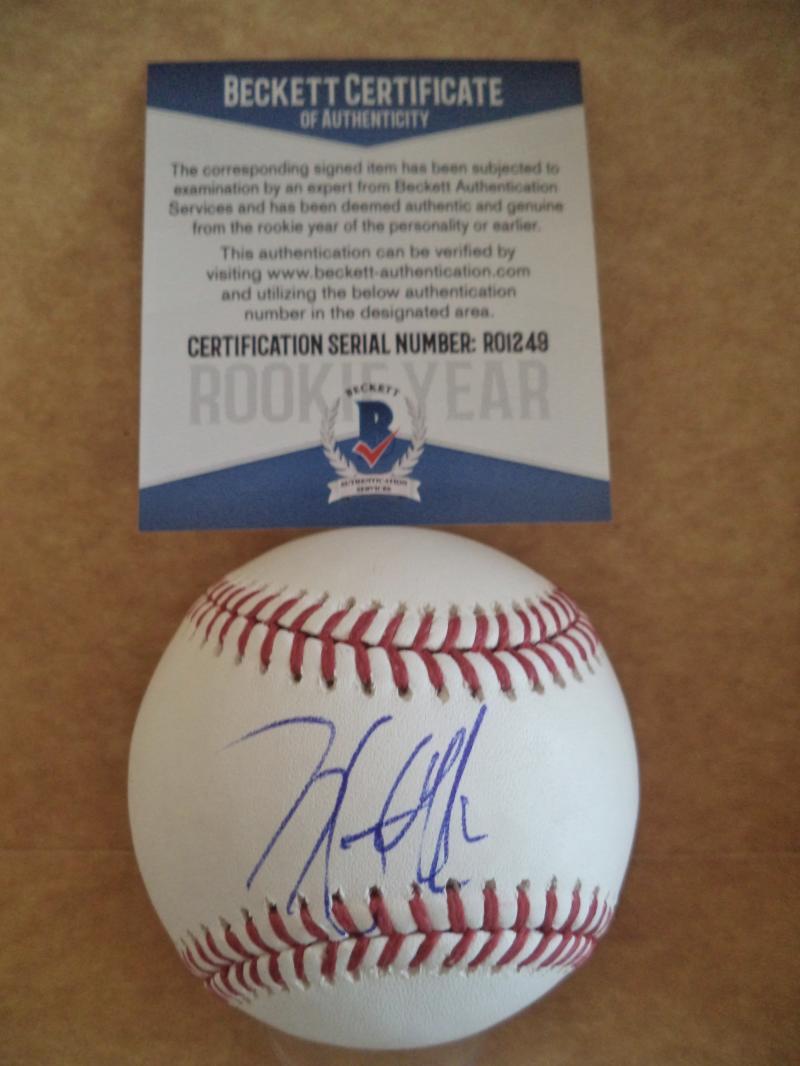 BECKETT CERTIFICATE
OF AUTHENTICITY
The corresponding signed item has been subjected to
examination by an expert from Beckett Authentication
Services and has been deemed authentic and genuine
from the rookie year of the personality or earlier.
This authentication can be verified by
visiting www.beckett-authentication.com
and utilizing the below authentication
number in the designated area.
CERTIFICATION SERIAL NUMBER: R01249
ROOKIE YEAR
BECKETT
B
AUTHENTICATION
SERVICES